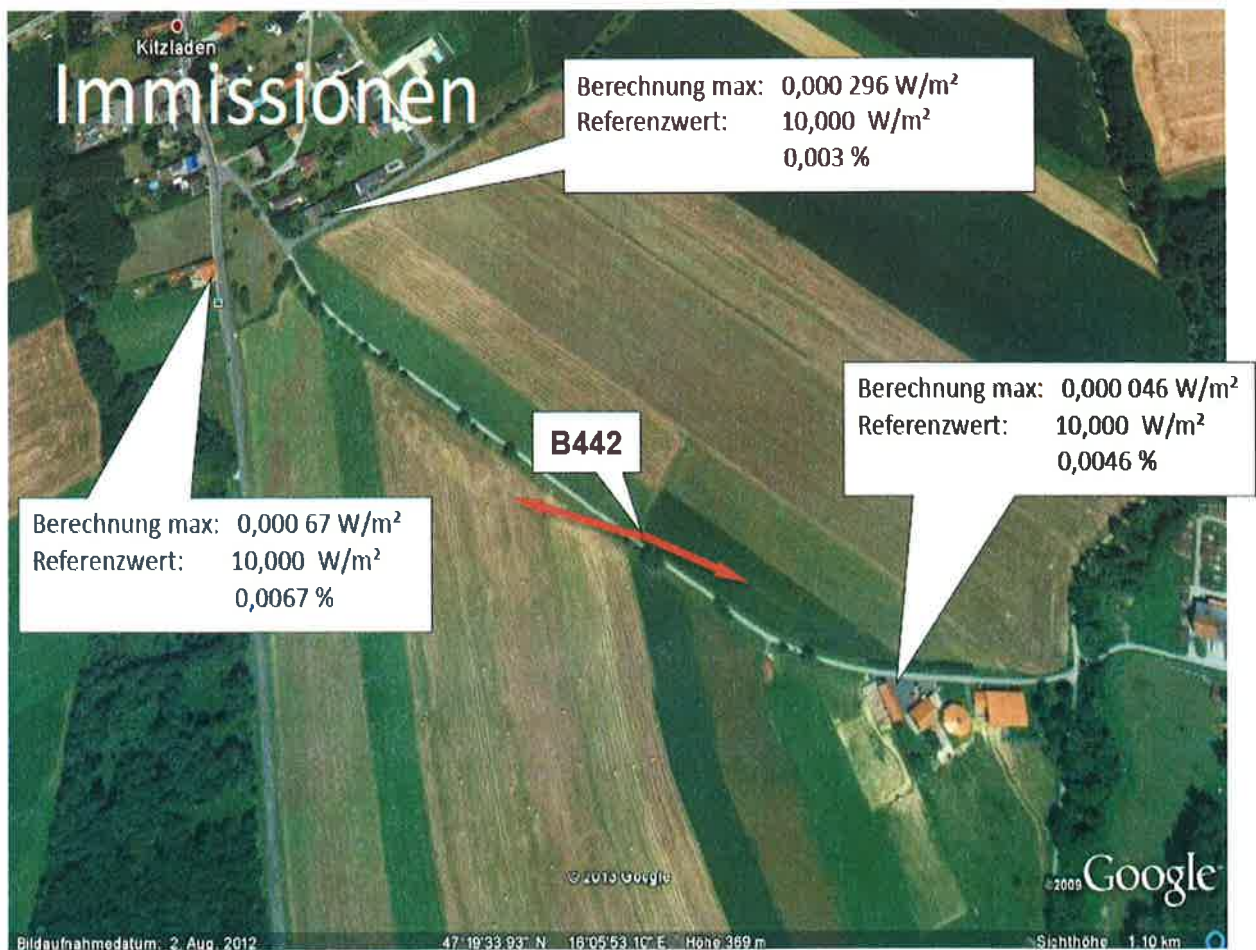 Kitzladen
Immissionen
Berechnung max: 0,000 296 W/m²
Referenzwert: 10,000 W/m²
0,003 %
Berechnung max: 0,000 046 W/m²
Referenzwert: 10,000 W/m²
0,0046 %
B442
Berechnung max: 0,000 67 W/m²
Referenzwert: 10,000 W/m²
0,0067 %
© 2013 Google
©2009 Google
Bildaufnahmedatum: 2. Aug. 2012 47°19'33.93" N 16°05'53.10" E Höhe 369 m Sichthöhe 1.10 km